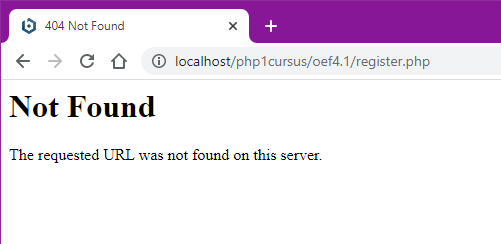 404 Not Found
localhost/php1cursus/oef4.1/register.php
Not Found
The requested URL was not found on this server.